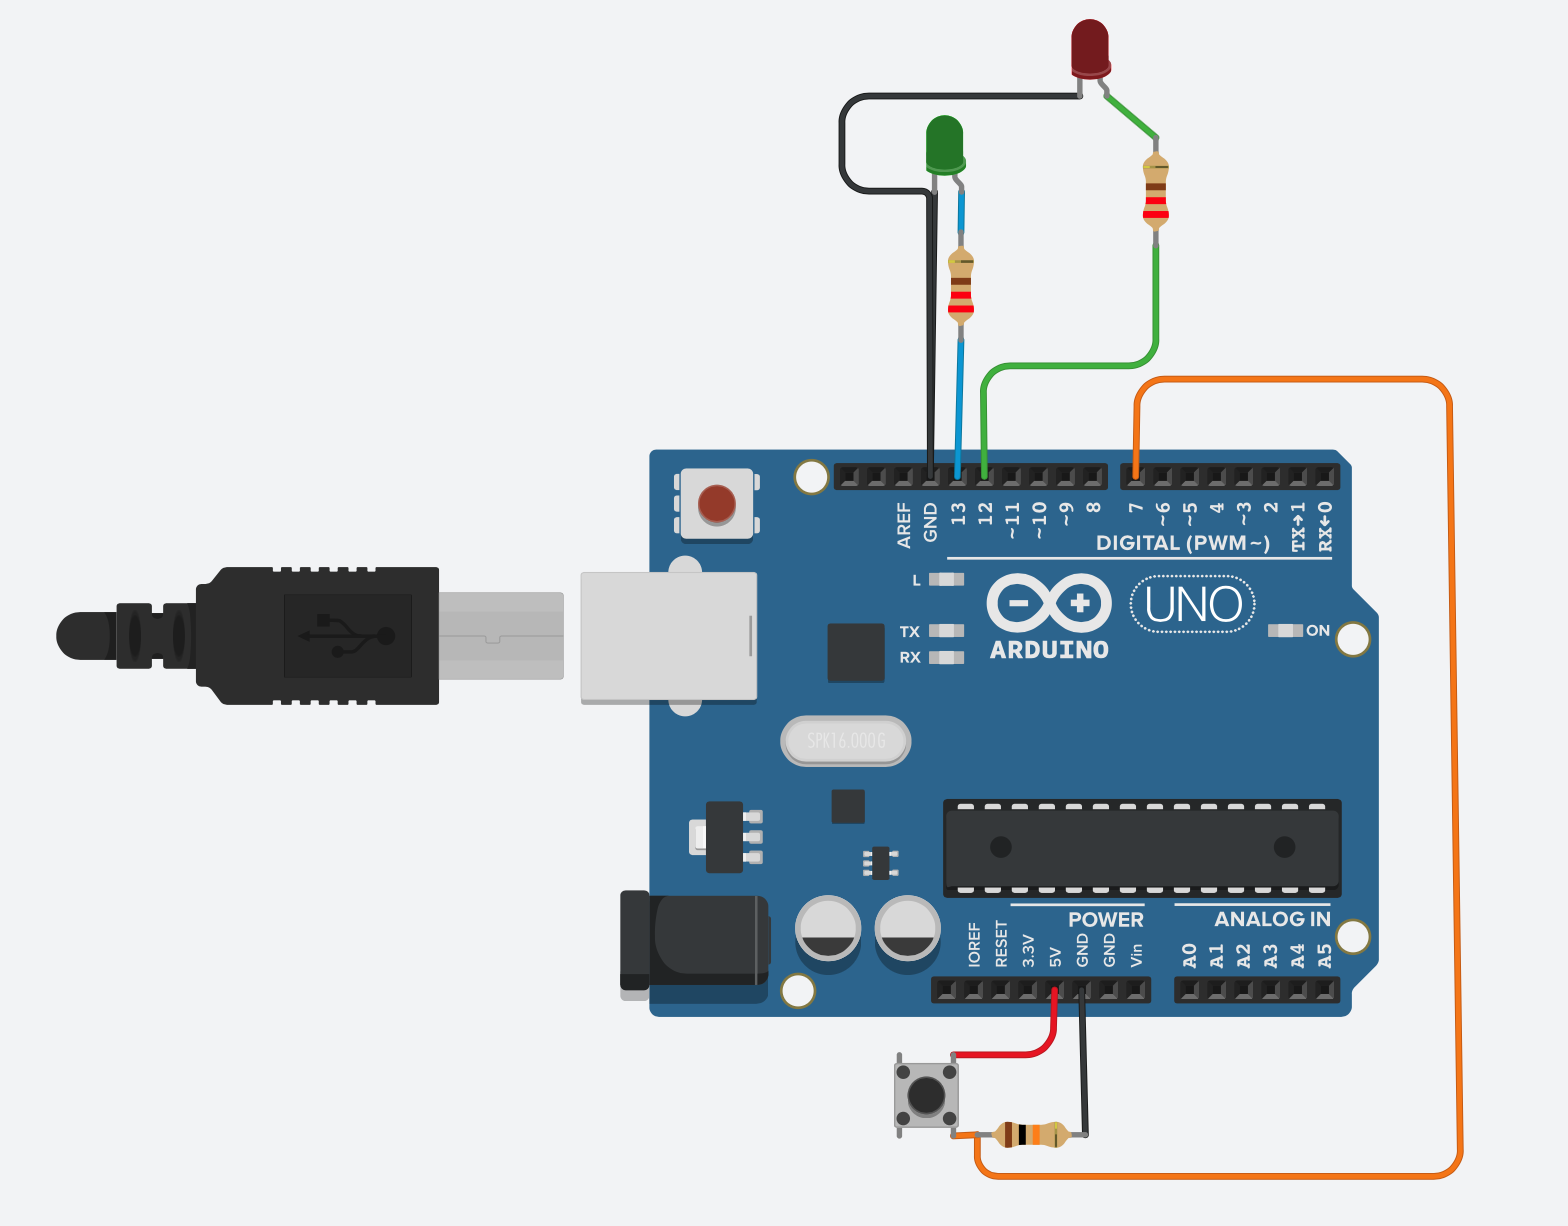 AREF
GND
13
12
~11
~10
~9
8
7
~6
~5
4
~3
2
TX→1
RX←0
DIGITAL (PWM~)
L
TX
RX
UNO
ON
ARDUINO
SPK16.000G
POWER
ANALOG IN
IOREF
RESET
3.3V
5V
GND
GND
Vin
A0
A1
A2
A3
A4
A5